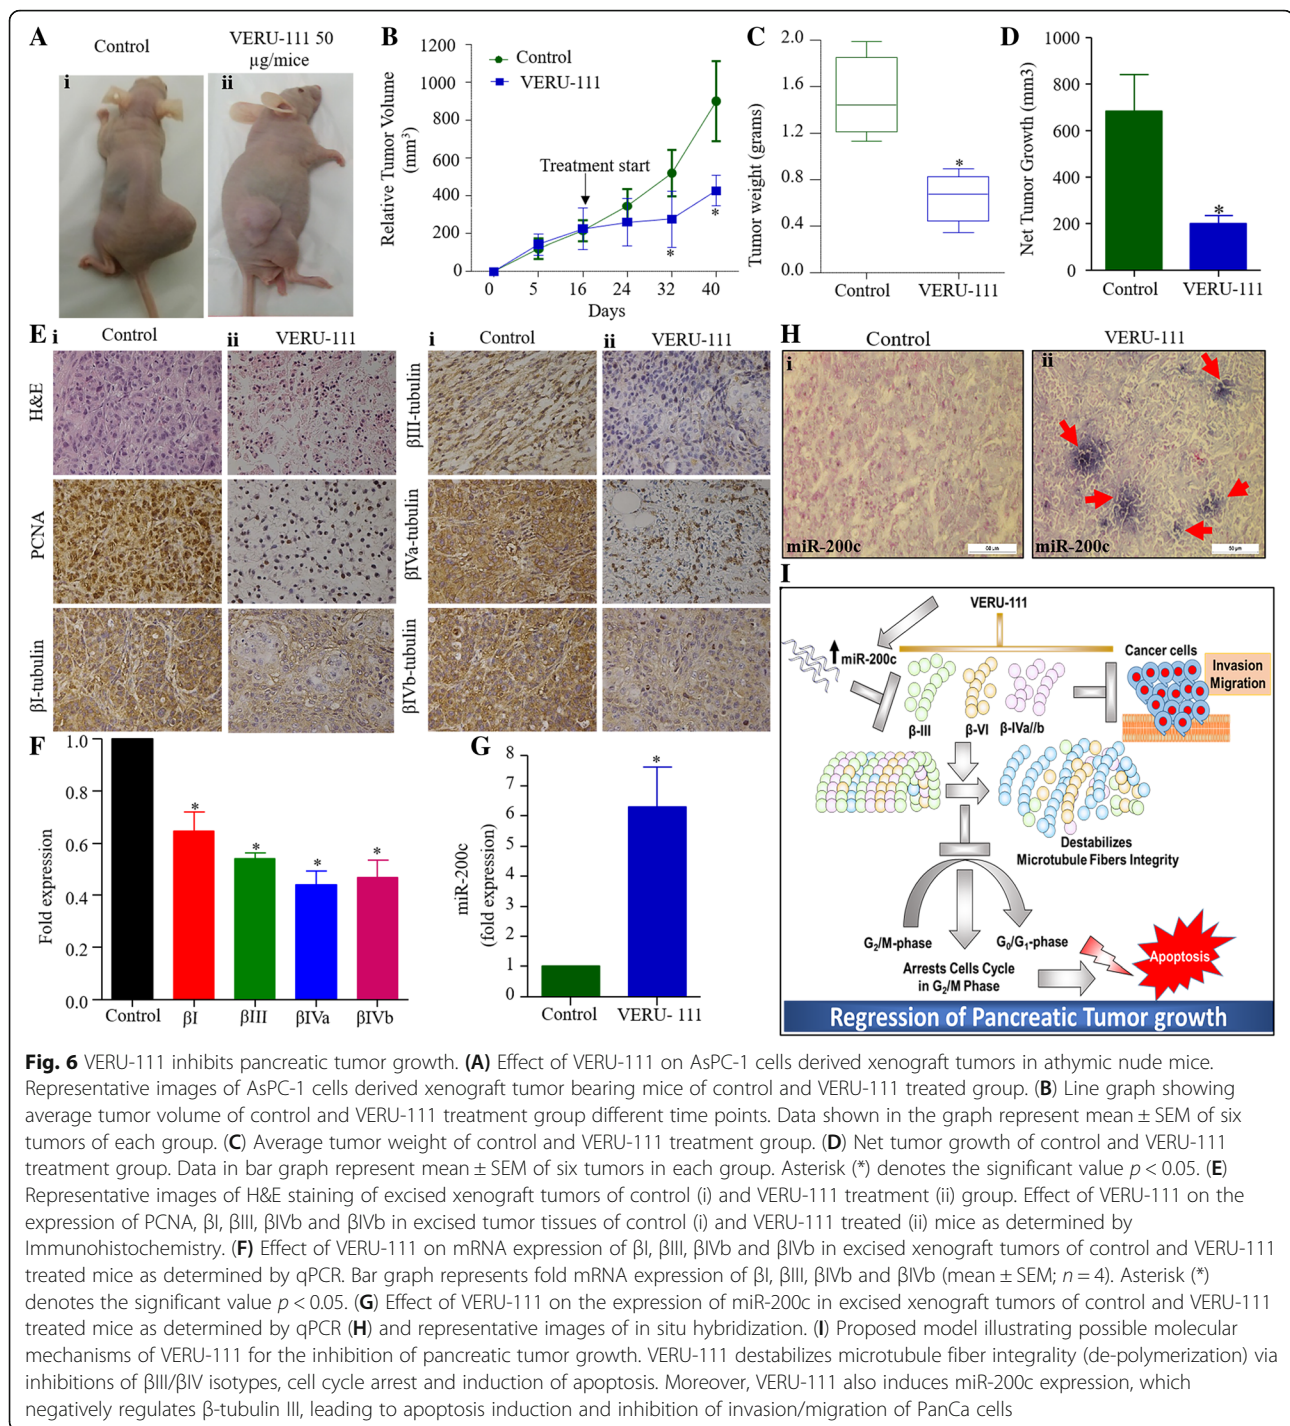 A
Control
VERU-111 50
µg/mice
i
ii
B
1200
1000
800
600
400
200
0
Relative Tumor Volume
(mm³)
Control
VERU-111
Treatment start
*
*
0 5 16 24 32 40
Days
C
2.0
1.6
1.2
0.8
0.4
0.0
Tumor weight (grams)
*
Control VERU-111
D
1000
800
600
400
200
0
Net Tumor Growth (mm3)
*
Control VERU-111
E
i Control
ii VERU-111
i Control
ii VERU-111
H&E
PCNA
βI-tubulin
βIII-tubulin
βIVa-tubulin
βIVb-tubulin
H
Control
VERU-111
i
ii
miR-200c
miR-200c
50 µm
F
1.0
0.8
0.6
0.4
0.2
0.0
Fold expression
* * * *
Control βI βIII βIVa βIVb
G
8
7
6
5
4
3
2
1
0
miR-200c
(fold expression)
*
Control VERU- 111
I
VERU-111
miR-200c
Cancer cells
Invasion
Migration
β-III β-VI β-IVa//b
Destabilizes
Microtubule Fibers Integrity
G2/M-phase G0/G1-phase
Arrests Cells Cycle
in G2/M Phase
Apoptosis
Regression of Pancreatic Tumor growth
Fig. 6 VERU-111 inhibits pancreatic tumor growth. (A) Effect of VERU-111 on AsPC-1 cells derived xenograft tumors in athymic nude mice.
Representative images of AsPC-1 cells derived xenograft tumor bearing mice of control and VERU-111 treated group. (B) Line graph showing
average tumor volume of control and VERU-111 treatment group different time points. Data shown in the graph represent mean ± SEM of six
tumors of each group. (C) Average tumor weight of control and VERU-111 treatment group. (D) Net tumor growth of control and VERU-111
treatment group. Data in bar graph represent mean ± SEM of six tumors in each group. Asterisk (*) denotes the significant value p < 0.05. (E)
Representative images of H&E staining of excised xenograft tumors of control (i) and VERU-111 treatment (ii) group. Effect of VERU-111 on the
expression of PCNA, βI, βIII, βIVb and βIVb in excised tumor tissues of control (i) and VERU-111 treated (ii) mice as determined by
Immunohistochemistry. (F) Effect of VERU-111 on mRNA expression of βI, βIII, βIVb and βIVb in excised xenograft tumors of control and VERU-111
treated mice as determined by qPCR. Bar graph represents fold mRNA expression of βI, βIII, βIVb and βIVb (mean ± SEM; n = 4). Asterisk (*)
denotes the significant value p < 0.05. (G) Effect of VERU-111 on the expression of miR-200c in excised xenograft tumors of control and VERU-111
treated mice as determined by qPCR (H) and representative images of in situ hybridization. (I) Proposed model illustrating possible molecular
mechanisms of VERU-111 for the inhibition of pancreatic tumor growth. VERU-111 destabilizes microtubule fiber integrality (de-polymerization) via
inhibitions of βIII/βIV isotypes, cell cycle arrest and induction of apoptosis. Moreover, VERU-111 also induces miR-200c expression, which
negatively regulates β-tubulin III, leading to apoptosis induction and inhibition of invasion/migration of PanCa cells